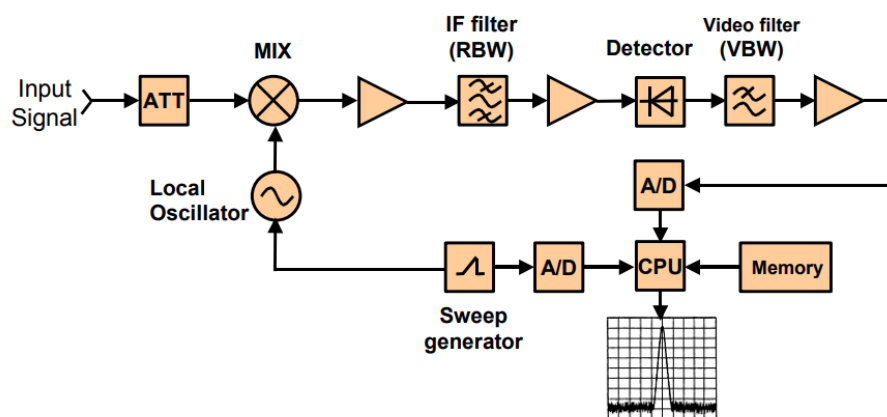 IF filter
(RBW)
Video filter
(VBW)
MIX
Detector
Input
Signal
ATT
Local
Oscillator
A/D
A/D
CPU
Memory
Sweep
generator